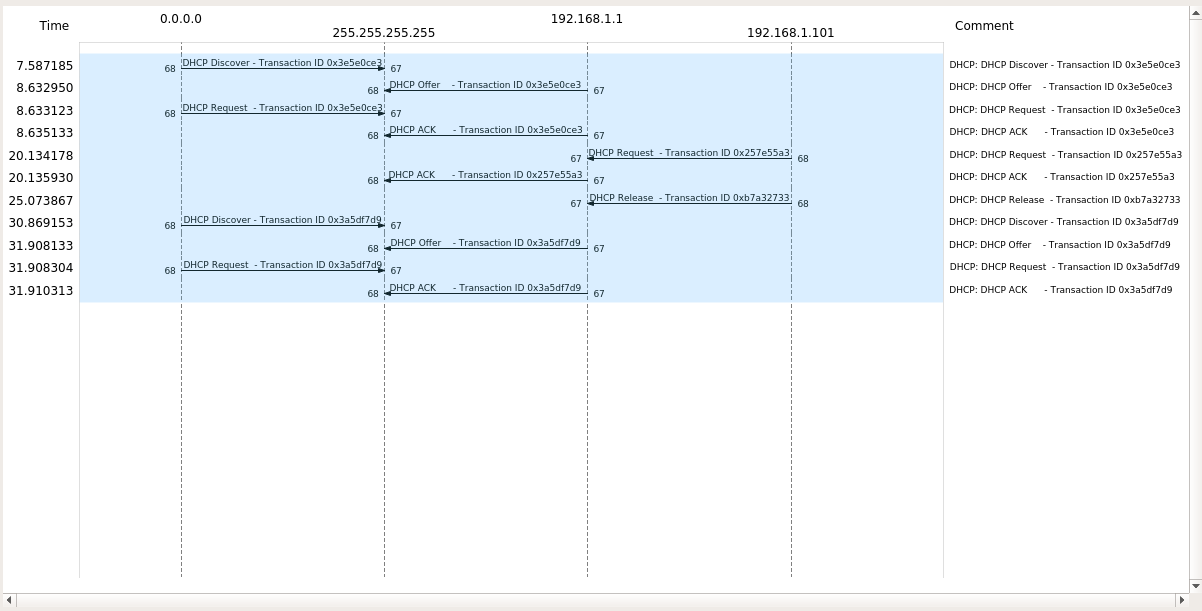 Time 0.0.0.0 255.255.255.255 192.168.1.1 192.168.1.101 Comment
7.587185 68 DHCP Discover - Transaction ID 0x3e5e0ce3 67 DHCP: DHCP Discover - Transaction ID 0x3e5e0ce3
8.632950 68 DHCP Offer - Transaction ID 0x3e5e0ce3 67 DHCP: DHCP Offer - Transaction ID 0x3e5e0ce3
8.633123 68 DHCP Request - Transaction ID 0x3e5e0ce3 67 DHCP: DHCP Request - Transaction ID 0x3e5e0ce3
8.635133 68 DHCP ACK - Transaction ID 0x3e5e0ce3 67 DHCP: DHCP ACK - Transaction ID 0x3e5e0ce3
20.134178 67 DHCP Request - Transaction ID 0x257e55a3 68 DHCP: DHCP Request - Transaction ID 0x257e55a3
20.135930 68 DHCP ACK - Transaction ID 0x257e55a3 67 DHCP: DHCP ACK - Transaction ID 0x257e55a3
25.073867 67 DHCP Release - Transaction ID 0xb7a32733 68 DHCP: DHCP Release - Transaction ID 0xb7a32733
30.869153 68 DHCP Discover - Transaction ID 0x3a5df7d9 67 DHCP: DHCP Discover - Transaction ID 0x3a5df7d9
31.908133 68 DHCP Offer - Transaction ID 0x3a5df7d9 67 DHCP: DHCP Offer - Transaction ID 0x3a5df7d9
31.908304 68 DHCP Request - Transaction ID 0x3a5df7d9 67 DHCP: DHCP Request - Transaction ID 0x3a5df7d9
31.910313 68 DHCP ACK - Transaction ID 0x3a5df7d9 67 DHCP: DHCP ACK - Transaction ID 0x3a5df7d9